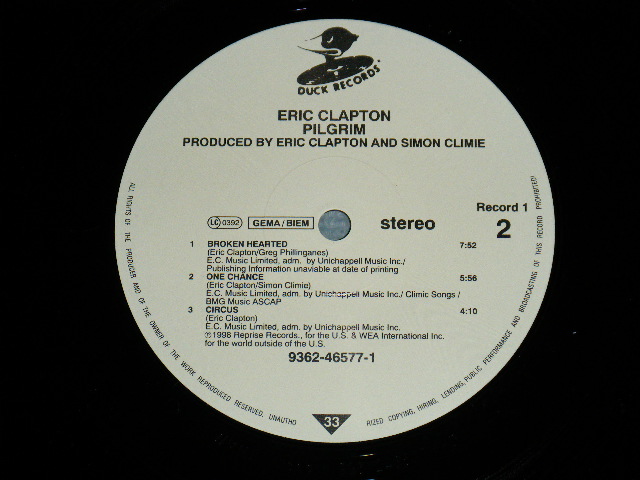 DUCK RECORDS
ERIC CLAPTON
PILGRIM
PRODUCED BY ERIC CLAPTON AND SIMON CLIMIE
LC 0392 GEMA/BIEM stereo
Record 1
2
1 BROKEN HEARTED 7:52
(Eric Clapton/Greg Phillinganes)
E.C. Music Limited, adm. by Unichappell Music Inc./
Publishing Information unaviable at date of printing
2 ONE CHANCE 5:56
(Eric Clapton/Simon Climie)
E.C. Music Limited, adm. by Unichappell Music Inc./ Climic Songs /
BMG Music ASCAP
3 CIRCUS 4:10
(Eric Clapton)
E.C. Music Limited, adm. by Unichappell Music Inc.
℗1998 Reprise Records., for the U.S. & WEA International Inc.
for the world outside of the U.S.
9362-46577-1
ALL RIGHTS OF THE PRODUCER AND OF THE OWNER OF THE WORK REPRODUCED RESERVED. UNAUTHO
33
RIZED COPYING, HIRING, LENDING, PUBLIC PERFORMANCE AND BROADCASTING OF THIS RECORD PROHIBITED!